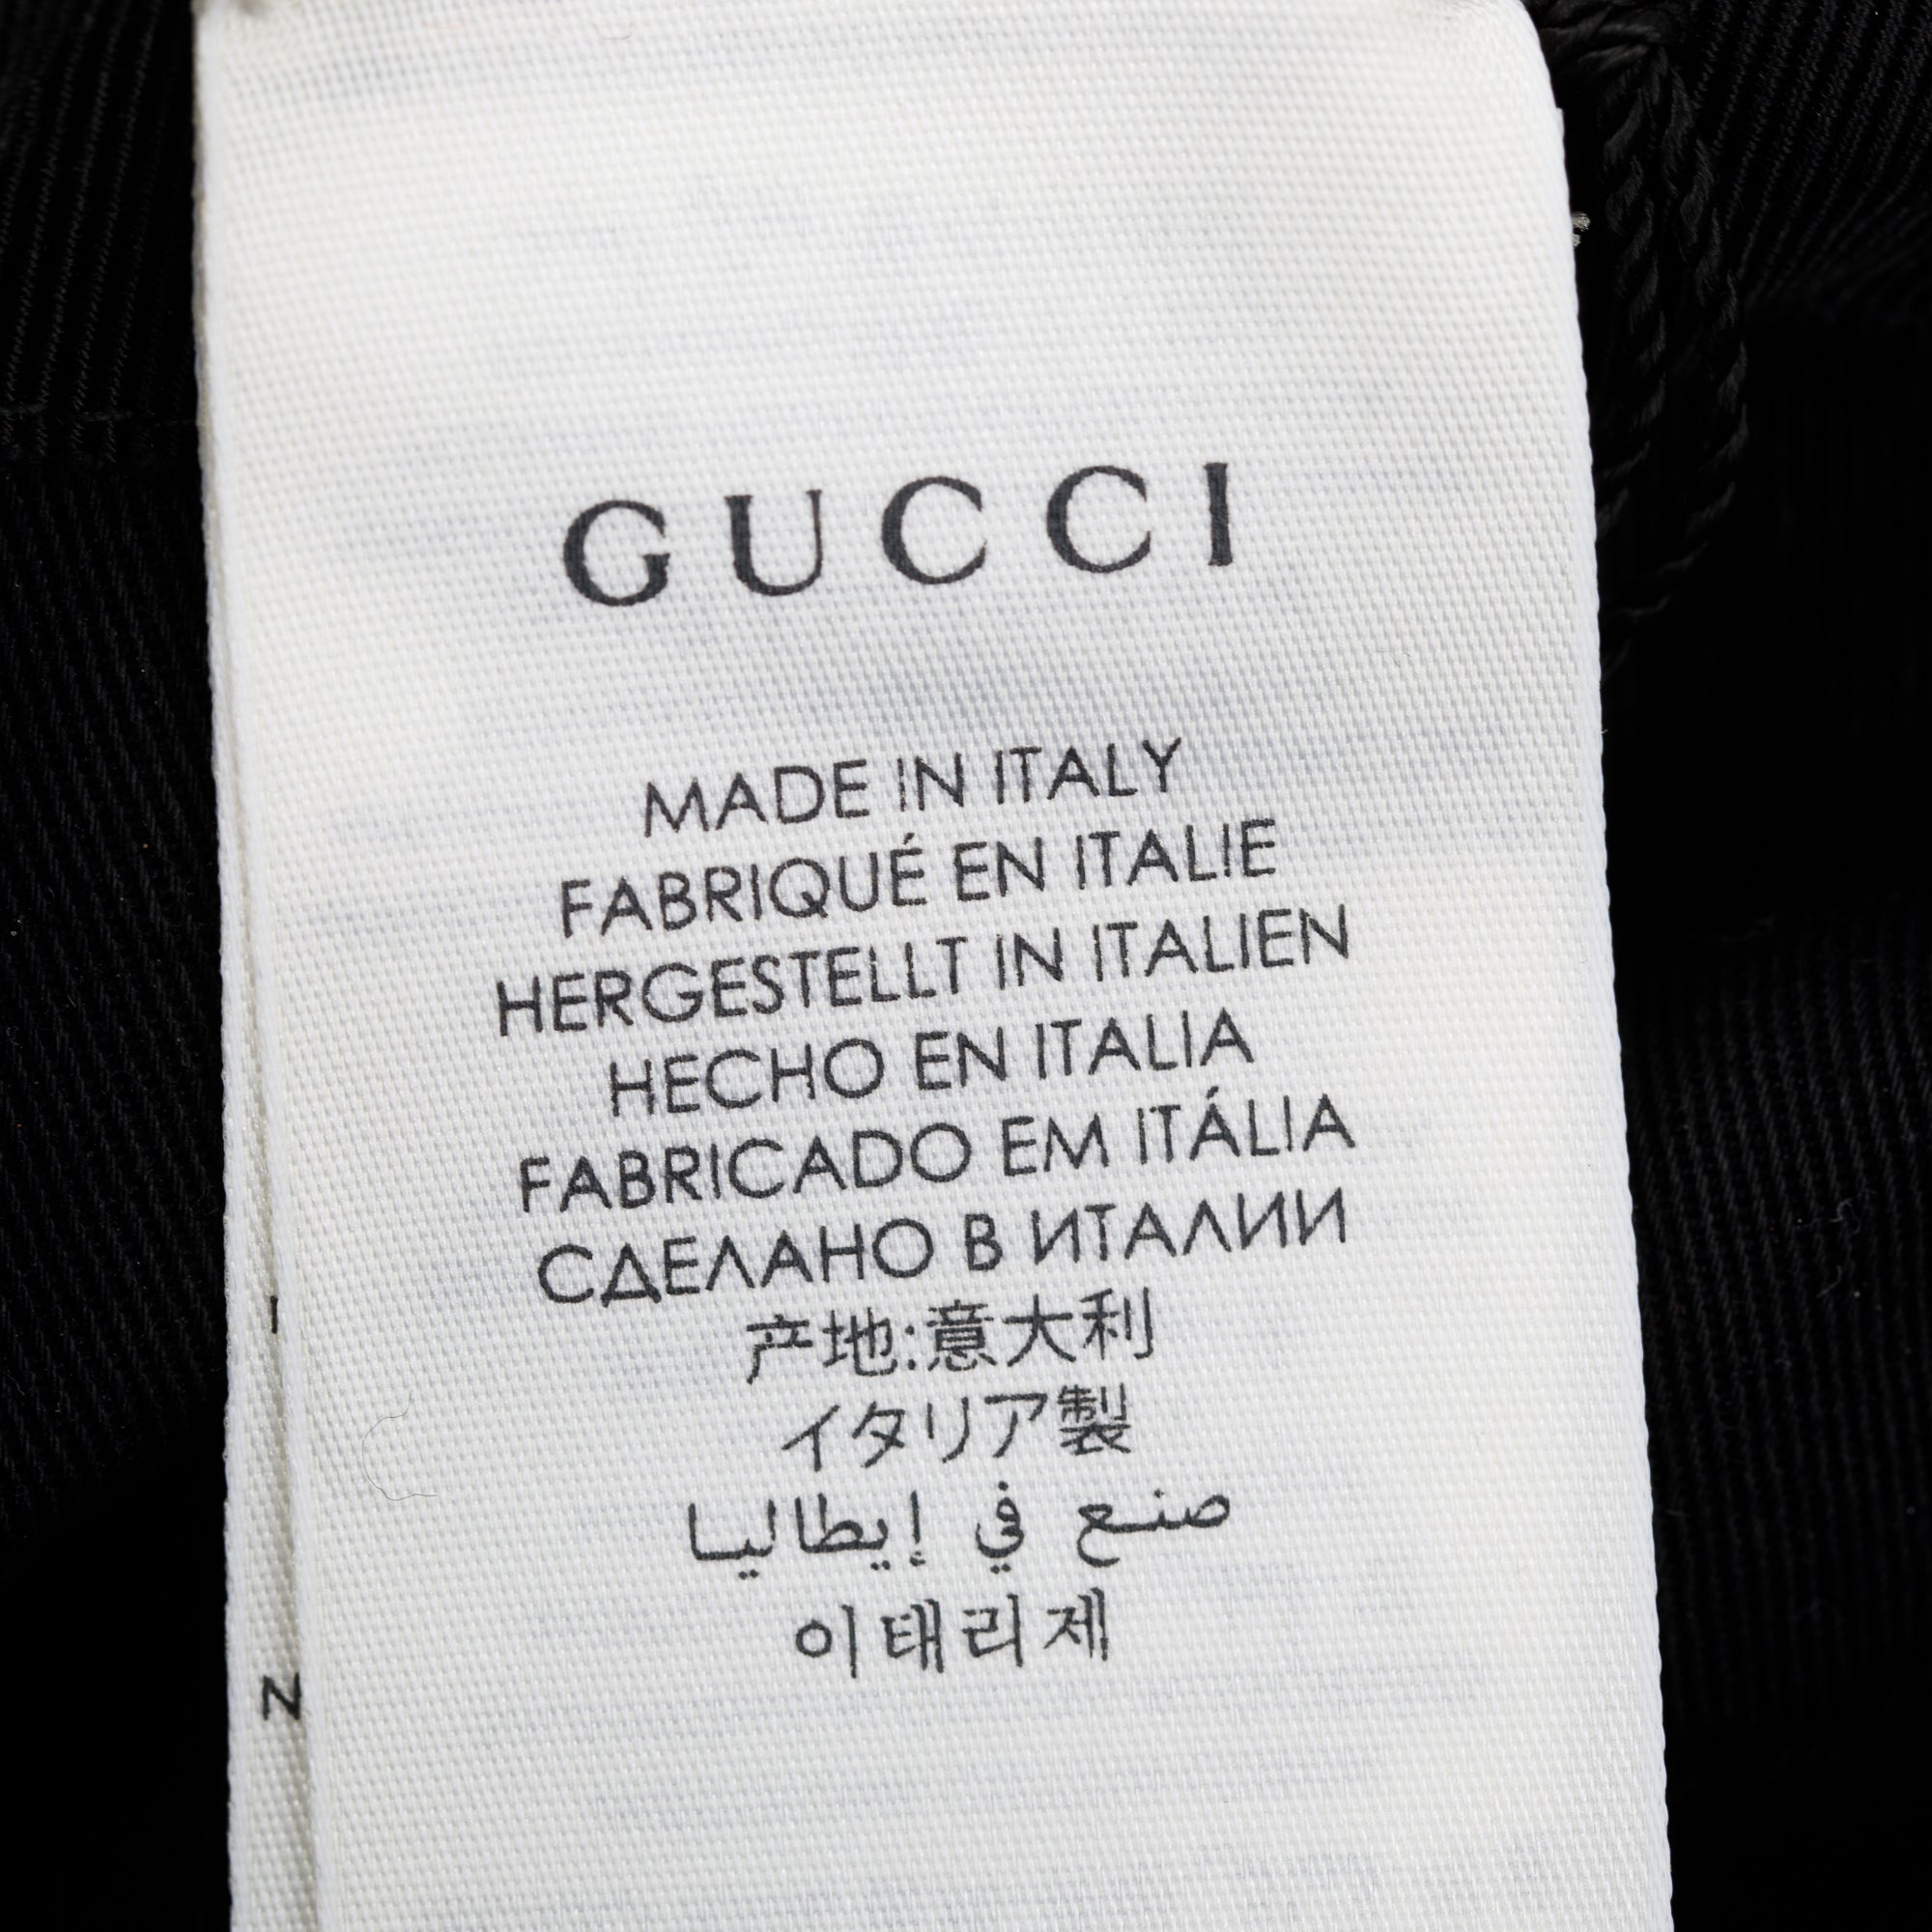 GUCCI
MADE IN ITALY
FABRIQUÉ EN ITALIE
HERGESTELLT IN ITALIEN
HECHO EN ITALIA
FABRICADO EM ITÁLIA
СДЕЛАНО В ИТАЛИИ
产地:意大利
イタリア製
صنع في إيطاليا
이태리제
N